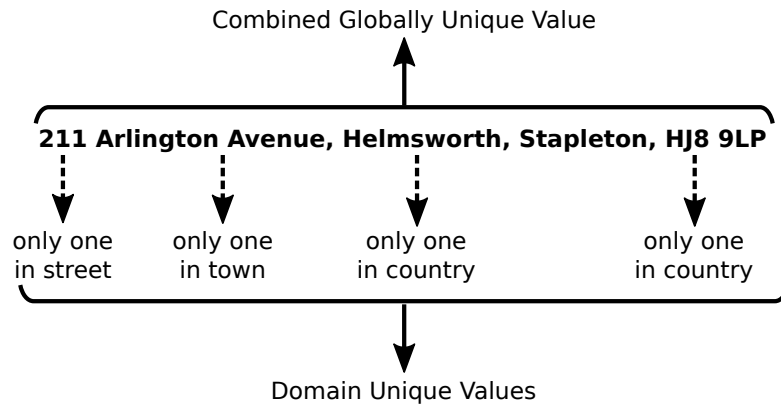 Combined Globally Unique Value
211 Arlington Avenue, Helmsworth, Stapleton, HJ8 9LP
only one only one only one only one
in street in town in country in country
Domain Unique Values